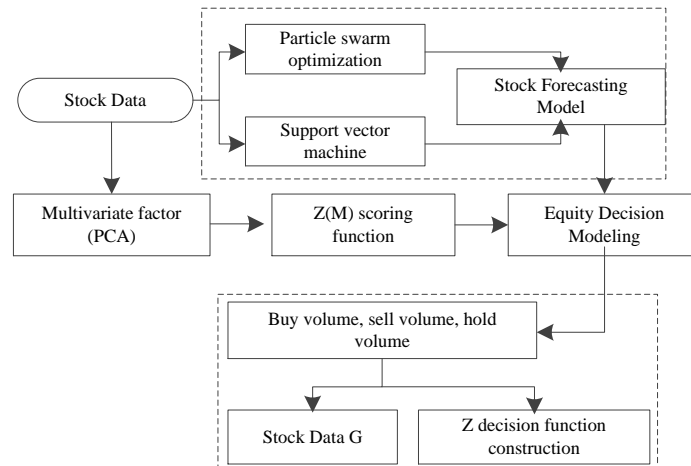 Particle swarm
optimization
Stock Data
Stock Forecasting
Model
Support vector
machine
Multivariate factor
(PCA)
Z(M) scoring
function
Equity Decision
Modeling
Buy volume, sell volume, hold
volume
Stock Data G
Z decision function
construction